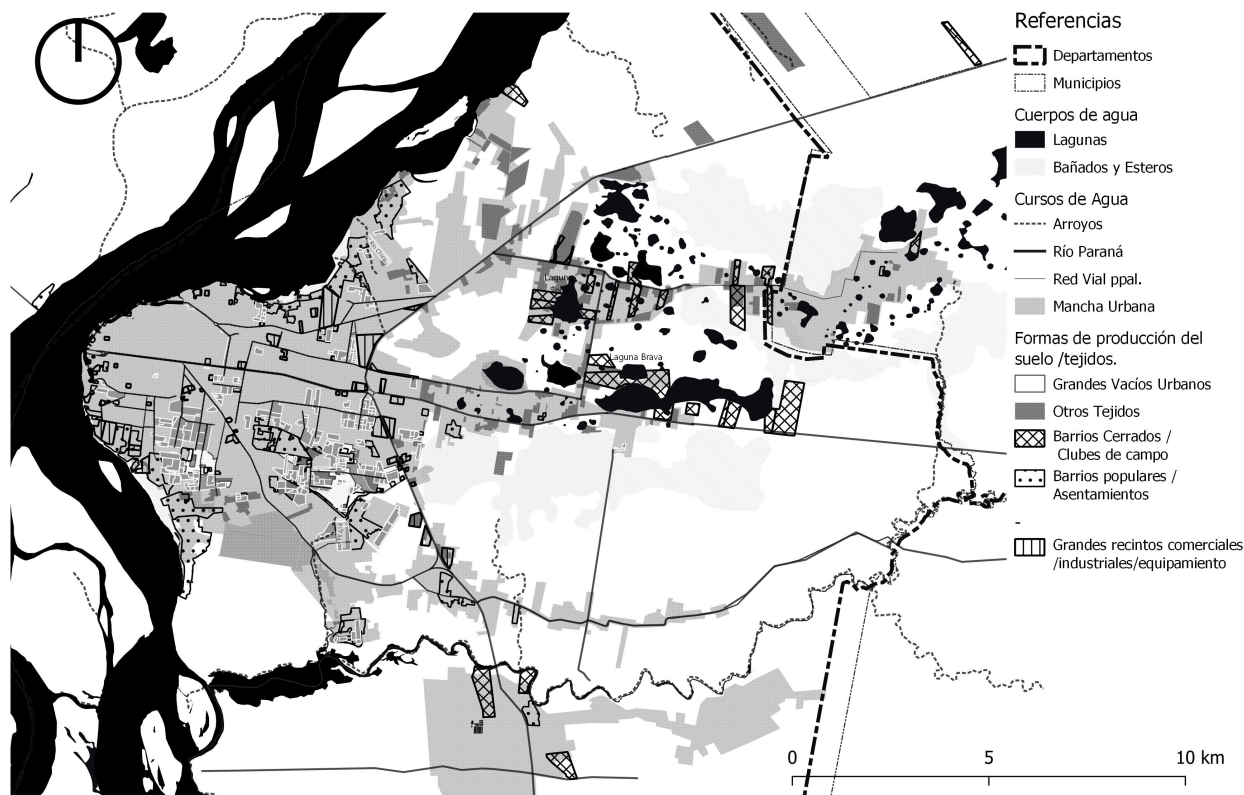 Referencias
Departamentos
Municipios
Cuerpos de agua
Lagunas
Bañados y Esteros
Cursos de Agua
Arroyos
Río Paraná
Red Vial ppal.
Mancha Urbana
Formas de producción del
suelo /tejidos.
Grandes Vacíos Urbanos
Otros Tejidos
Barrios Cerrados /
Clubes de campo
Barrios populares /
Asentamientos
-
Grandes recintos comerciales
/industriales/equipamiento
Laguna Brava
0 5 10 km